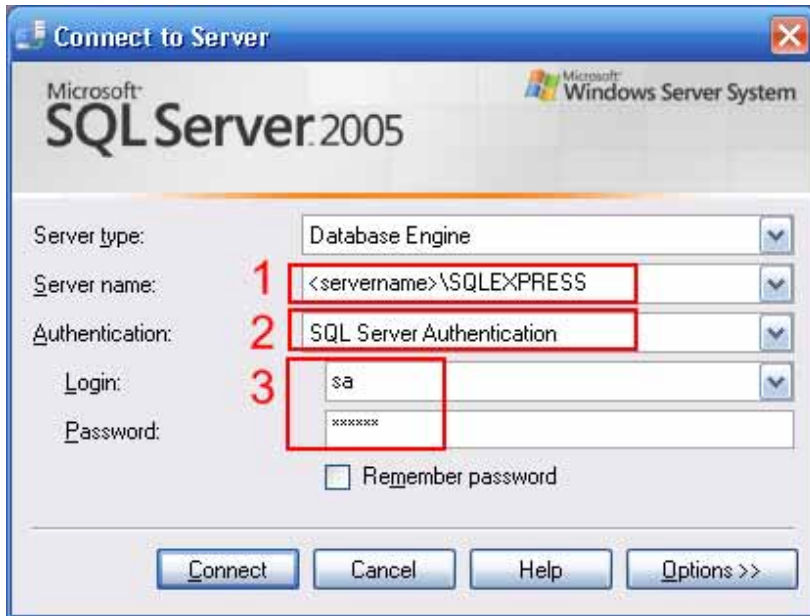 Connect to Server
Microsoft
SQL Server 2005
Microsoft
Windows Server System
Server type: Database Engine
Server name: 1 <servername>\SQLEXPRESS
Authentication: 2 SQL Server Authentication
Login: 3 sa
Password: xxxxxx
Remember password
Connect Cancel Help Options >>